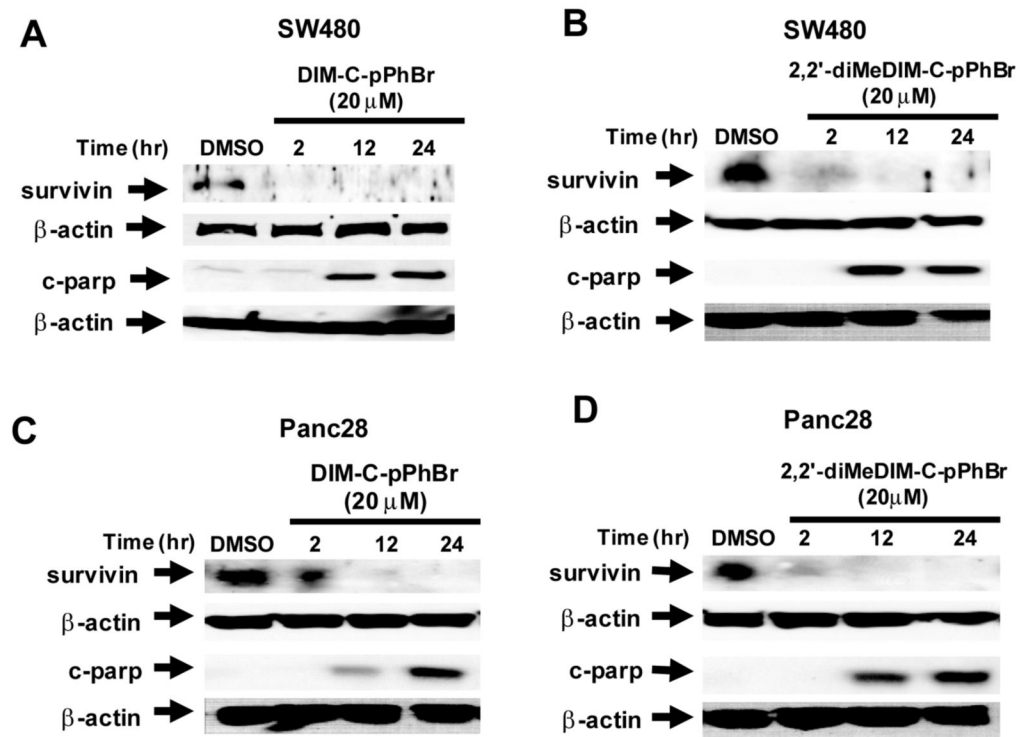 A
SW480
DIM-C-pPhBr
(20 μM)
Time (hr) DMSO 2 12 24
survivin
β-actin
c-parp
β-actin
B
SW480
2,2'-diMeDIM-C-pPhBr
(20 μM)
DMSO 2 12 24
survivin
β-actin
c-parp
β-actin
C
Panc28
DIM-C-pPhBr
(20 μM)
Time (hr) DMSO 2 12 24
survivin
β-actin
c-parp
β-actin
D
Panc28
2,2'-diMeDIM-C-pPhBr
(20μM)
Time (hr) DMSO 2 12 24
survivin
β-actin
c-parp
β-actin